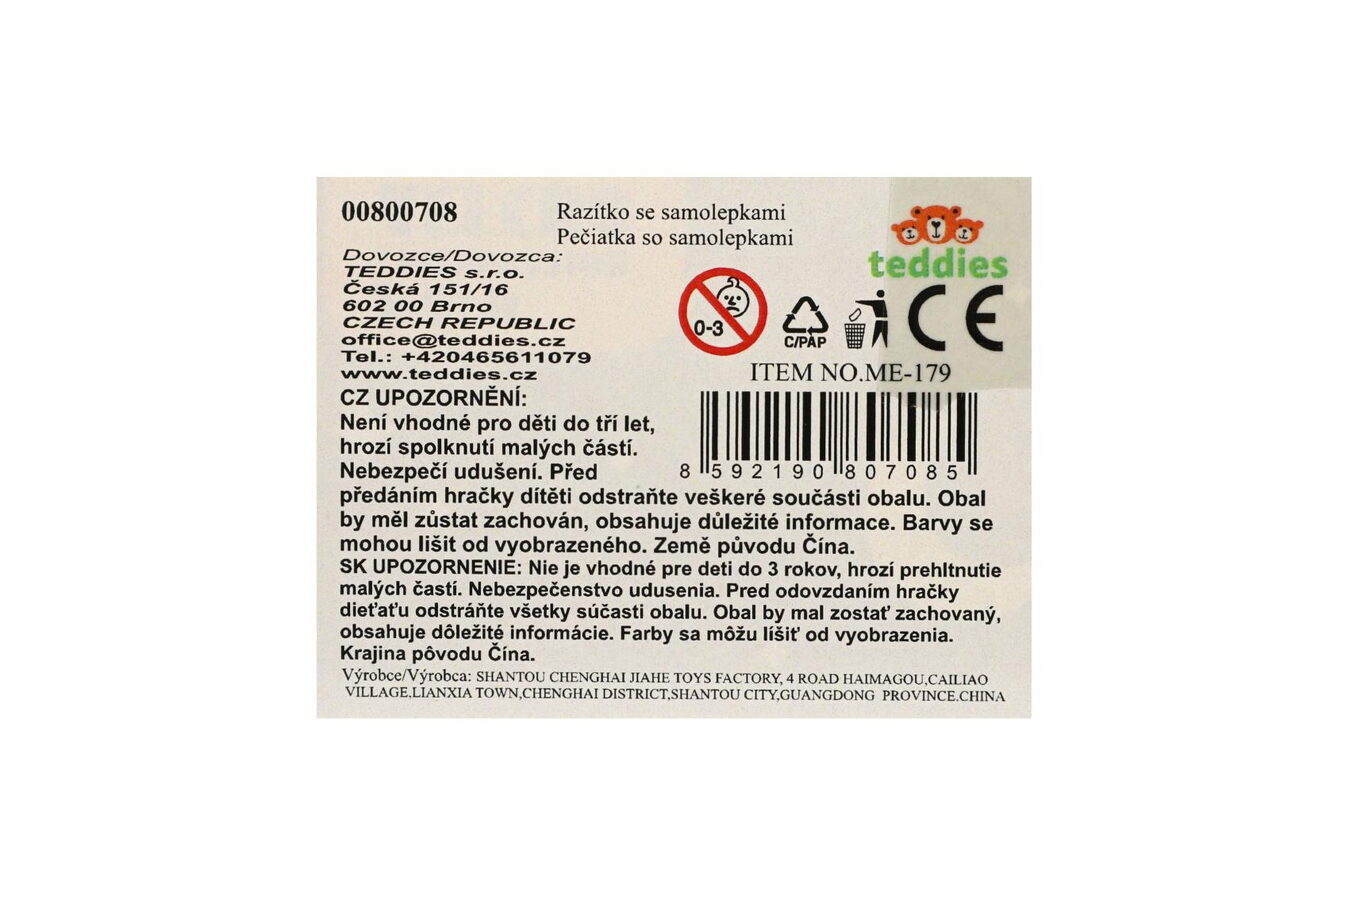 00800708
Razítko se samolepkami
Pečiatka so samolepkami
teddies
Dovozce/Dovozca:
TEDDIES s.r.o.
Česká 151/16
602 00 Brno
CZECH REPUBLIC
office@teddies.cz
Tel.: +420465611079
www.teddies.cz
0-3
C/PAP
CE
ITEM NO.ME-179
8 592190 807085
CZ UPOZORNĚNÍ:
Není vhodné pro děti do tří let,
hrozí spolknutí malých částí.
Nebezpečí udušení. Před
předáním hračky dítěti odstraňte veškeré součásti obalu. Obal
by měl zůstat zachován, obsahuje důležité informace. Barvy se
mohou lišit od vyobrazeného. Země původu Čína.
SK UPOZORNENIE: Nie je vhodné pre deti do 3 rokov, hrozí prehltnutie
malých častí. Nebezpečenstvo udusenia. Pred odovzdaním hračky
dieťaťu odstráňte všetky súčasti obalu. Obal by mal zostať zachovaný,
obsahuje dôležité informácie. Farby sa môžu líšiť od vyobrazenia.
Krajina pôvodu Čína.
Výrobce/Výrobca: SHANTOU CHENGHAI JIAHE TOYS FACTORY, 4 ROAD HAIMAGOU,CAILIAO
VILLAGE,LIANXIA TOWN,CHENGHAI DISTRICT,SHANTOU CITY,GUANGDONG PROVINCE.CHINA